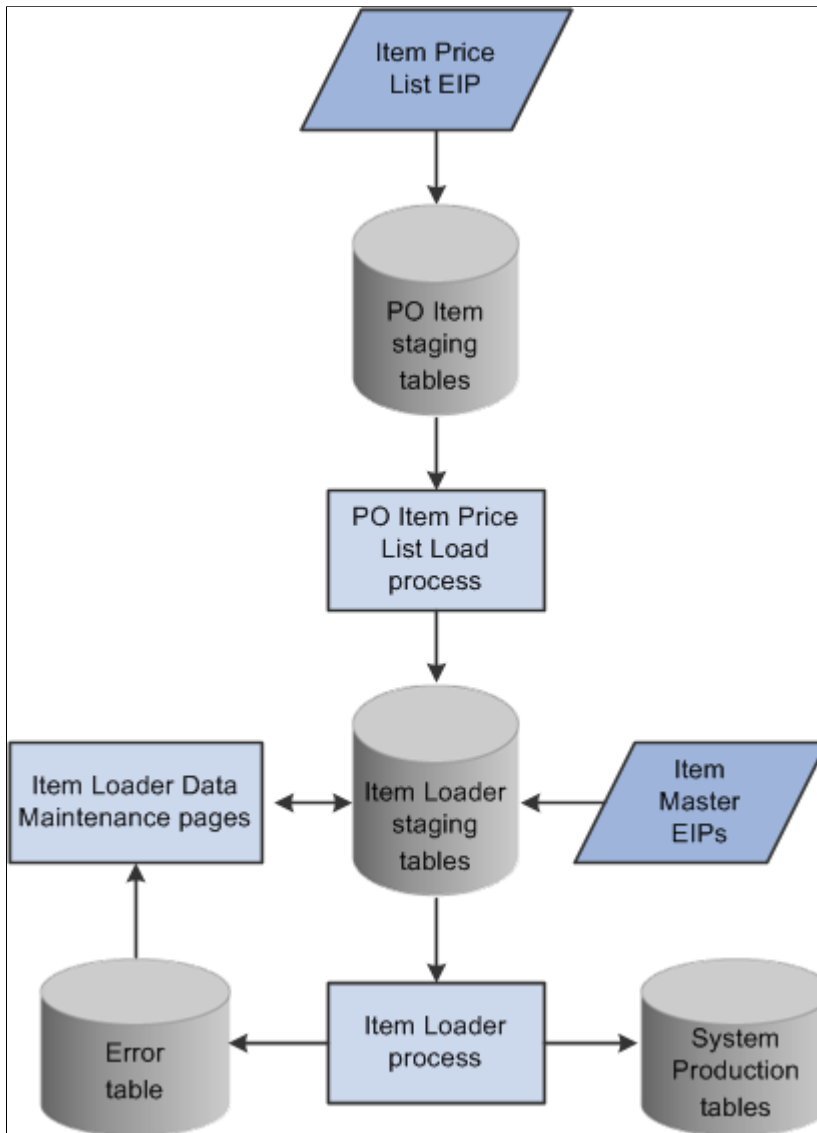 Item Price
List EIP
PO Item
staging
tables
PO Item Price
List Load
process
Item Loader Data
Maintenance pages
Item Loader
staging
tables
Item
Master
EIPs
Error
table
Item Loader
process
System
Production
tables